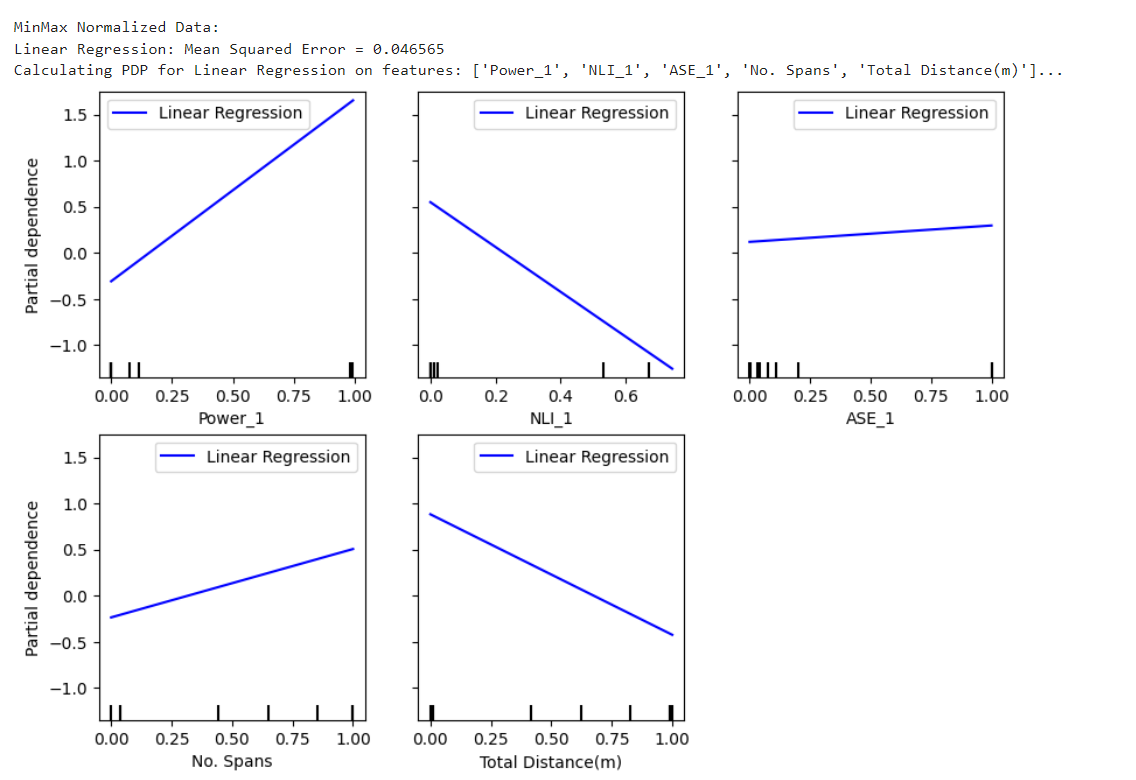 MinMax Normalized Data:
Linear Regression: Mean Squared Error = 0.046565
Calculating PDP for Linear Regression on features: ['Power_1', 'NLI_1', 'ASE_1', 'No. Spans', 'Total Distance(m)']...
Linear Regression
Linear Regression
Linear Regression
1.5
1.0
0.5
0.0
−0.5
−1.0
Partial dependence
0.00 0.25 0.50 0.75 1.00
0.0 0.2 0.4 0.6
0.00 0.25 0.50 0.75 1.00
Power_1
NLI_1
ASE_1
Linear Regression
Linear Regression
1.5
1.0
0.5
0.0
−0.5
−1.0
Partial dependence
0.00 0.25 0.50 0.75 1.00
0.00 0.25 0.50 0.75 1.00
No. Spans
Total Distance(m)